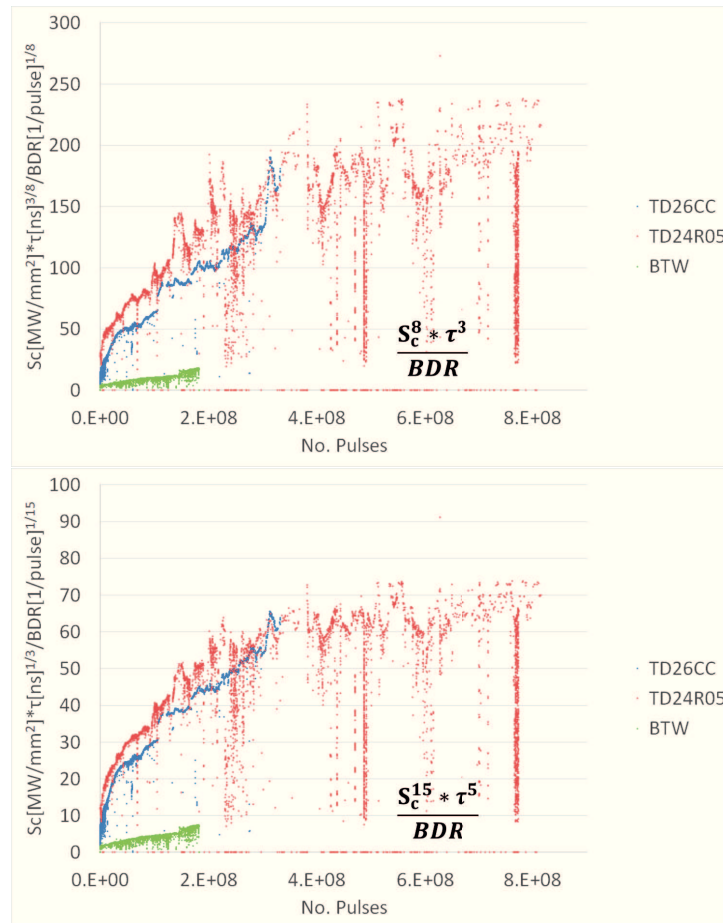 Sc[MW/mm²]*τ[ns]^3/8/BDR[1/pulse]^1/8
300
250
200
150
100
50
0
0.E+00 2.E+08 4.E+08 6.E+08 8.E+08
No. Pulses
TD26CC
TD24R05
BTW
S_c^8 * τ^3
BDR
Sc[MW/mm²]*τ[ns]^1/3/BDR[1/pulse]^1/15
100
90
80
70
60
50
40
30
20
10
0
0.E+00 2.E+08 4.E+08 6.E+08 8.E+08
No. Pulses
TD26CC
TD24R05
BTW
S_c^15 * τ^5
BDR